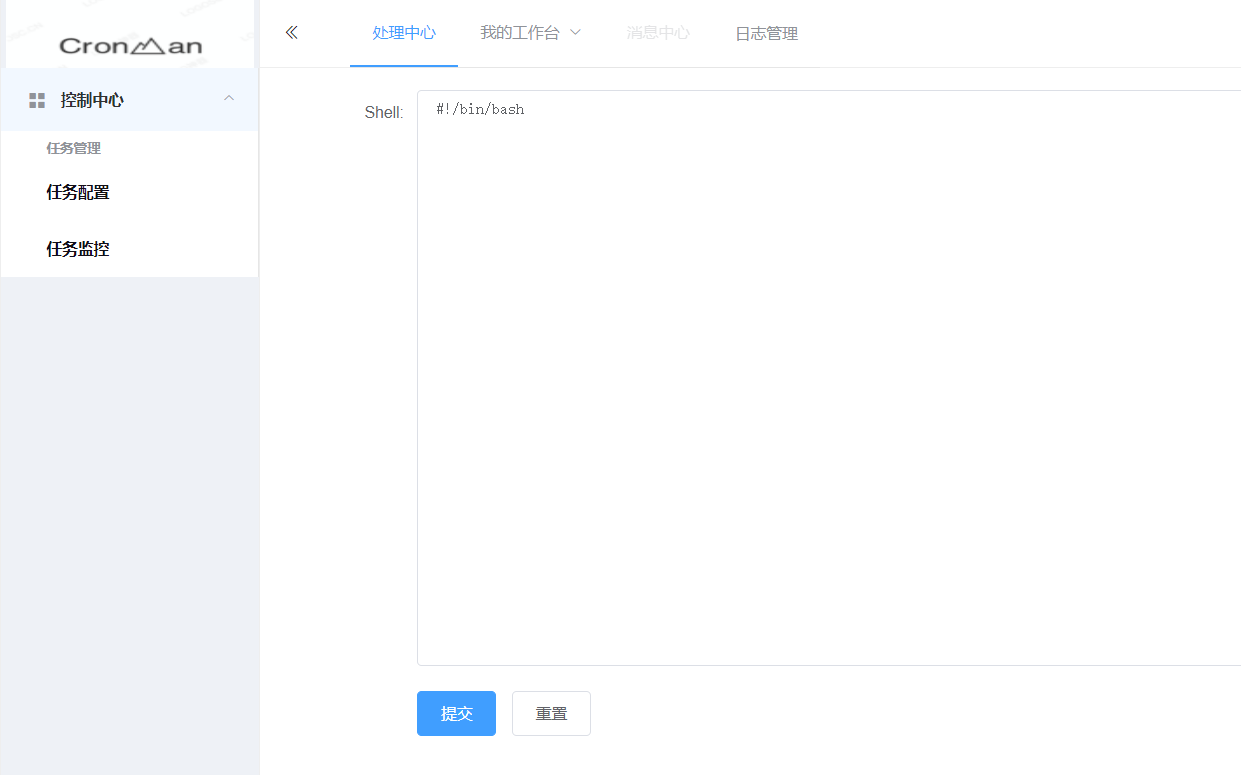 CronMan
处理中心
我的工作台
消息中心
日志管理
控制中心
任务管理
任务配置
任务监控
Shell:
#!/bin/bash
提交
重置